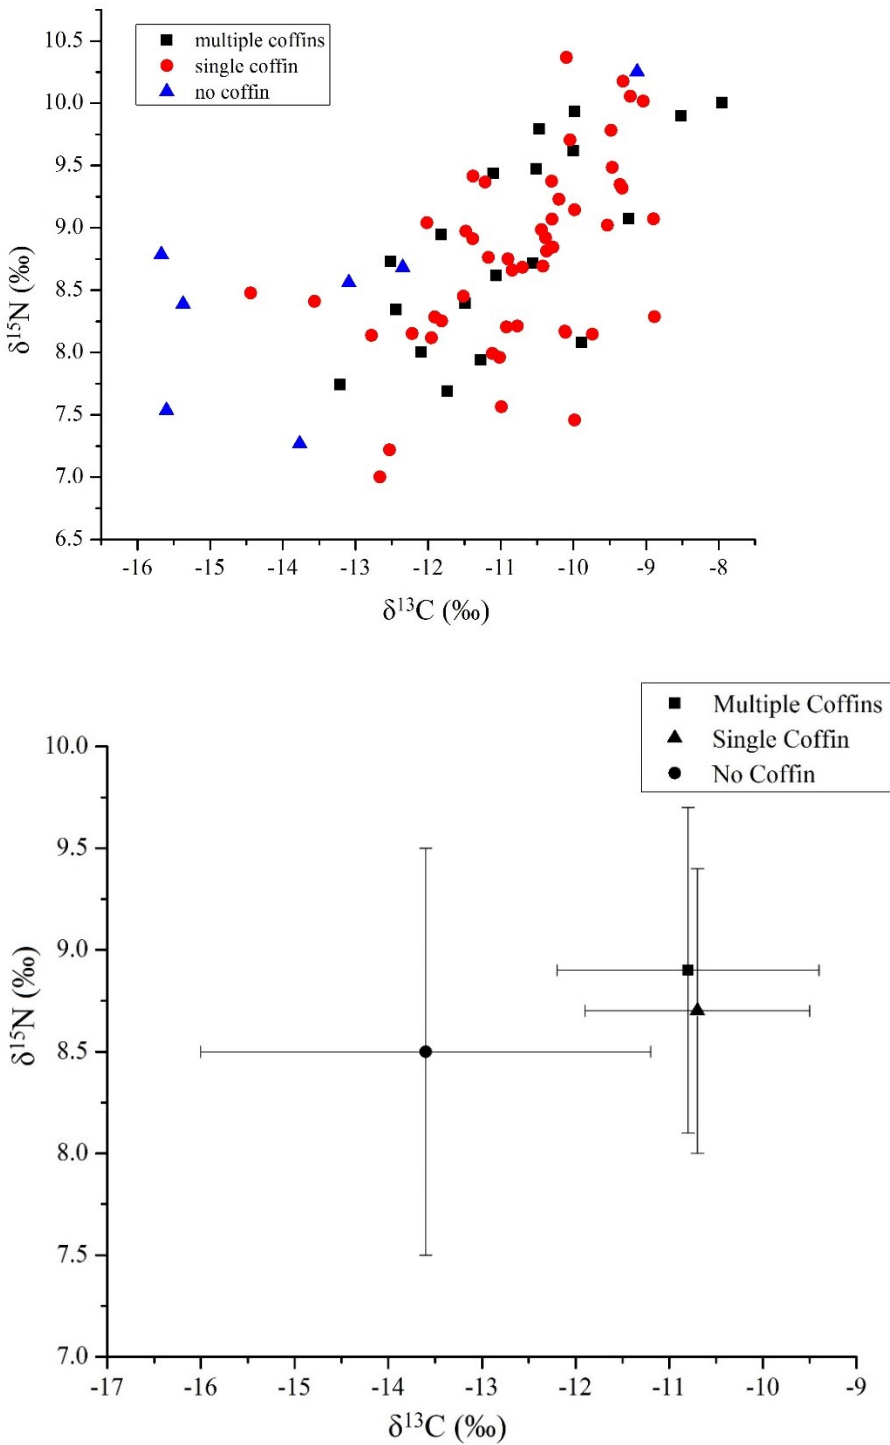 multiple coffins
single coffin
no coffin
10.5
10.0
9.5
9.0
8.5
8.0
7.5
7.0
6.5
δ¹⁵N (‰)
-16 -15 -14 -13 -12 -11 -10 -9 -8
δ¹³C (‰)
Multiple Coffins
Single Coffin
No Coffin
10.0
9.5
9.0
8.5
8.0
7.5
7.0
δ¹⁵N (‰)
-17 -16 -15 -14 -13 -12 -11 -10 -9
δ¹³C (‰)